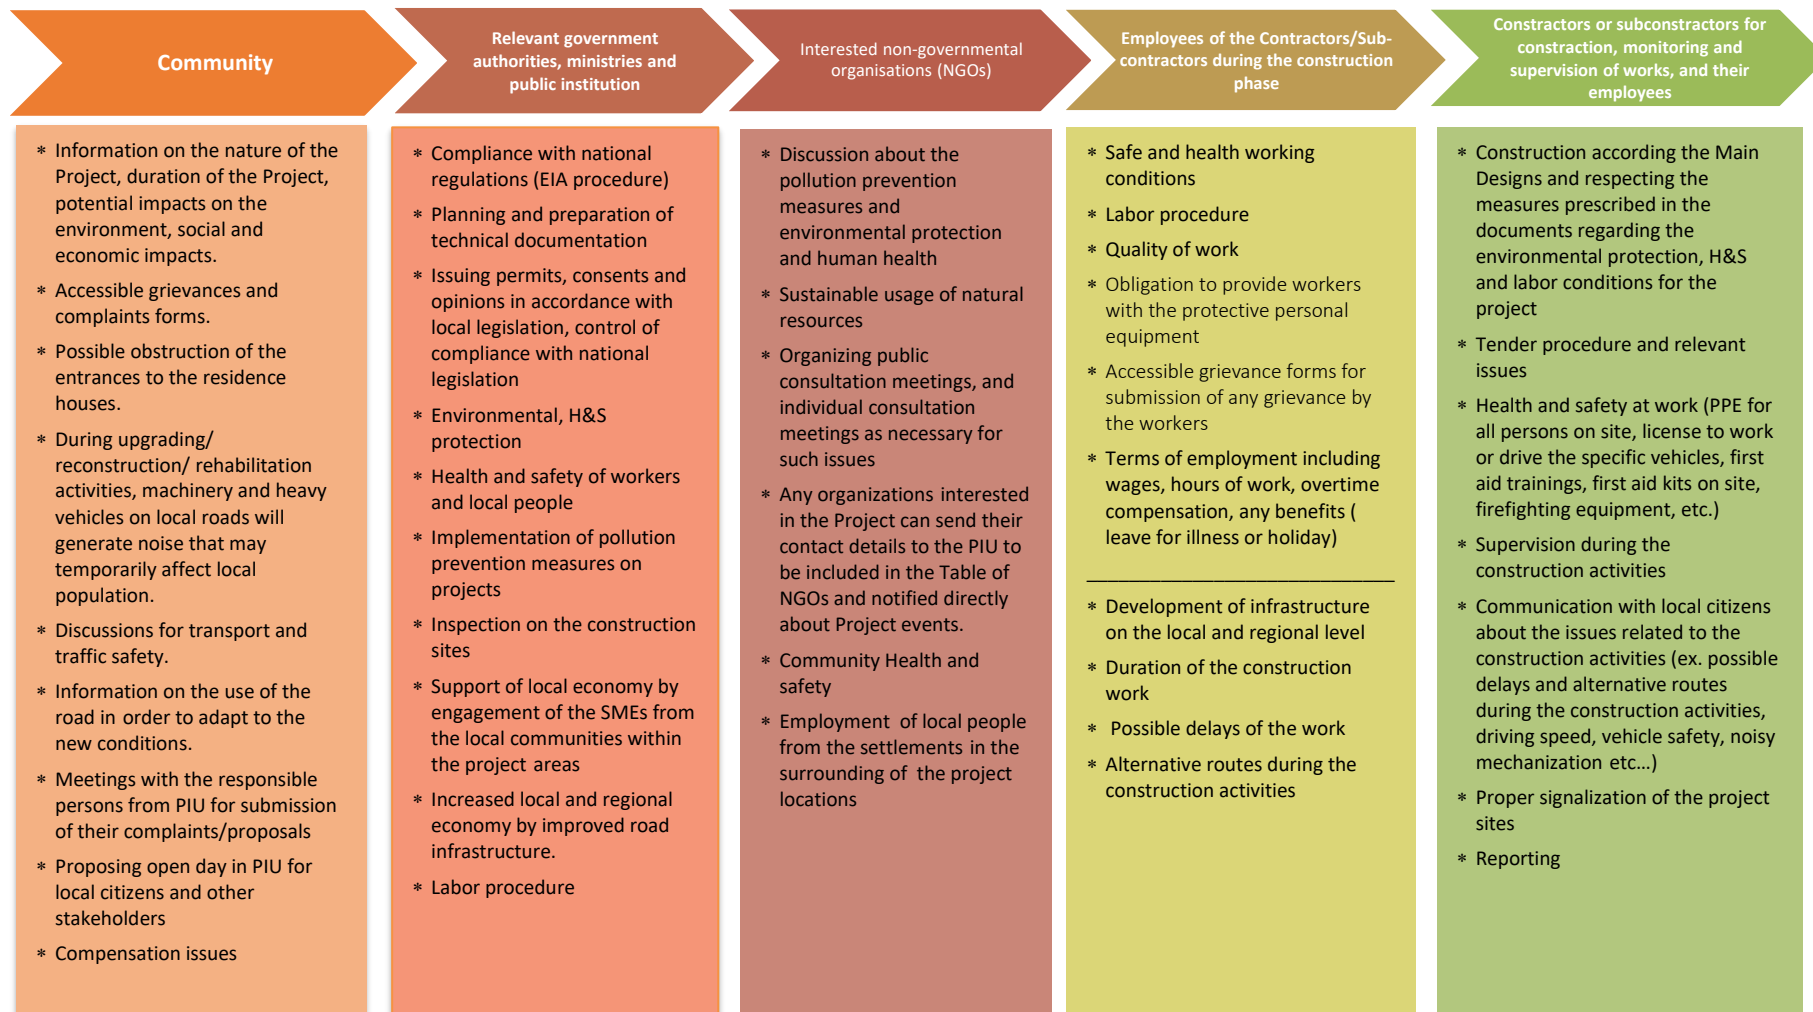 Community
Relevant government
authorities, ministries and
public institution
Interested non-governmental
organisations (NGOs)
Employees of the Contractors/Sub-
contractors during the construction
phase
Constractors or subconstractors for
constraction, monitoring and
supervision of works, and their
employees
* Information on the nature of the
Project, duration of the Project,
potential impacts on the
environment, social and
economic impacts.
* Accessible grievances and
complaints forms.
* Possible obstruction of the
entrances to the residence
houses.
* During upgrading/
reconstruction/ rehabilitation
activities, machinery and heavy
vehicles on local roads will
generate noise that may
temporarily affect local
population.
* Discussions for transport and
traffic safety.
* Information on the use of the
road in order to adapt to the
new conditions.
* Meetings with the responsible
persons from PIU for submission
of their complaints/proposals
* Proposing open day in PIU for
local citizens and other
stakeholders
* Compensation issues
* Compliance with national
regulations (EIA procedure)
* Planning and preparation of
technical documentation
* Issuing permits, consents and
opinions in accordance with
local legislation, control of
compliance with national
legislation
* Environmental, H&S
protection
* Health and safety of workers
and local people
* Implementation of pollution
prevention measures on
projects
* Inspection on the construction
sites
* Support of local economy by
engagement of the SMEs from
the local communities within
the project areas
* Increased local and regional
economy by improved road
infrastructure.
* Labor procedure
* Discussion about the
pollution prevention
measures and
environmental protection
and human health
* Sustainable usage of natural
resources
* Organizing public
consultation meetings, and
individual consultation
meetings as necessary for
such issues
* Any organizations interested
in the Project can send their
contact details to the PIU to
be included in the Table of
NGOs and notified directly
about Project events.
* Community Health and
safety
* Employment of local people
from the settlements in the
surrounding of the project
locations
* Safe and health working
conditions
* Labor procedure
* Quality of work
* Obligation to provide workers
with the protective personal
equipment
* Accessible grievance forms for
submission of any grievance by
the workers
* Terms of employment including
wages, hours of work, overtime
compensation, any benefits (
leave for illness or holiday)
* Development of infrastructure
on the local and regional level
* Duration of the construction
work
* Possible delays of the work
* Alternative routes during the
construction activities
* Construction according the Main
Designs and respecting the
measures prescribed in the
documents regarding the
environmental protection, H&S
and labor conditions for the
project
* Tender procedure and relevant
issues
* Health and safety at work (PPE for
all persons on site, license to work
or drive the specific vehicles, first
aid trainings, first aid kits on site,
firefighting equipment, etc.)
* Supervision during the
construction activities
* Communication with local citizens
about the issues related to the
construction activities (ex. possible
delays and alternative routes
during the construction activities,
driving speed, vehicle safety, noisy
mechanization etc...)
* Proper signalization of the project
sites
* Reporting